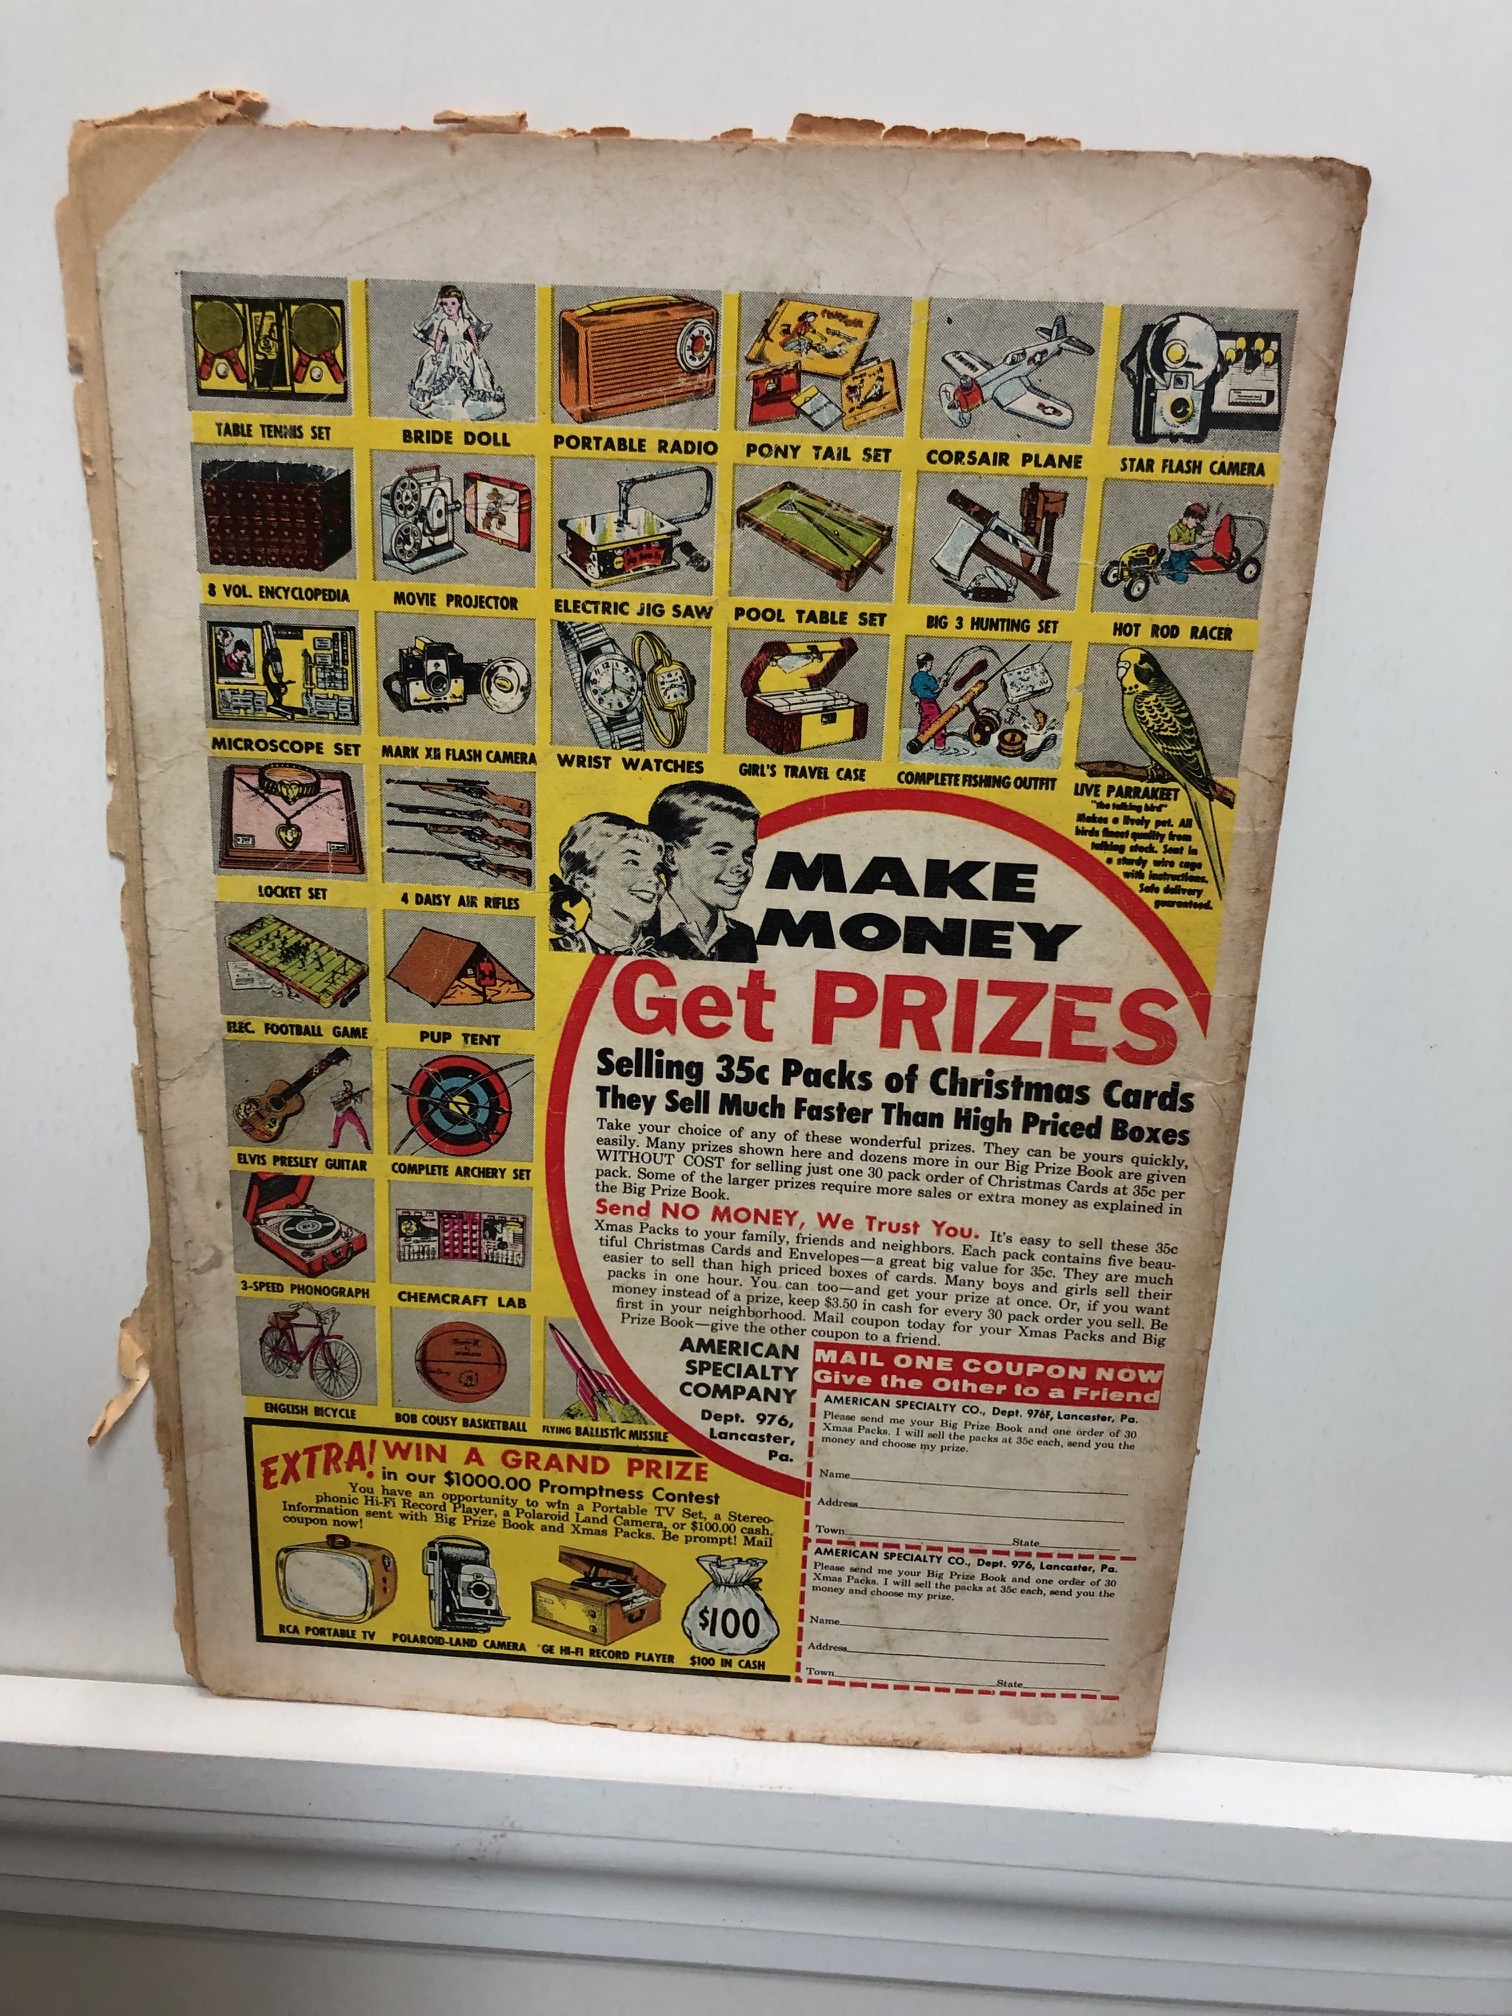 TABLE TENNIS SET
BRIDE DOLL
PORTABLE RADIO
PONY TAIL SET
CORSAIR PLANE
STAR FLASH CAMERA
8 VOL. ENCYCLOPEDIA
MOVIE PROJECTOR
ELECTRIC JIG SAW
POOL TABLE SET
BIG 3 HUNTING SET
HOT ROD RACER
MICROSCOPE SET
MARK XII FLASH CAMERA
WRIST WATCHES
GIRL'S TRAVEL CASE
COMPLETE FISHING OUTFIT
LIVE PARRAKEET
"the talking bird"
Makes a lively pet. All
birds finest quality from
talking stock. Sent in
a sturdy wire cage
with instructions.
Safe delivery
guaranteed.
LOCKET SET
4 DAISY AIR RIFLES
ELEC. FOOTBALL GAME
PUP TENT
ELVIS PRESLEY GUITAR
COMPLETE ARCHERY SET
3-SPEED PHONOGRAPH
CHEMCRAFT LAB
ENGLISH BICYCLE
BOB COUSY BASKETBALL
FLYING BALLISTIC MISSILE
MAKE
MONEY
Get PRIZES
Selling 35c Packs of Christmas Cards
They Sell Much Faster Than High Priced Boxes
Take your choice of any of these wonderful prizes. They can be yours quickly,
easily. Many prizes shown here and dozens more in our Big Prize Book are given
WITHOUT COST for selling just one 30 pack order of Christmas Cards at 35c per
pack. Some of the larger prizes require more sales or extra money as explained in
the Big Prize Book.
Send NO MONEY, We Trust You. It's easy to sell these 35c
Xmas Packs to your family, friends and neighbors. Each pack contains five beau-
tiful Christmas Cards and Envelopes—a great big value for 35c. They are much
easier to sell than high priced boxes of cards. Many boys and girls sell their
packs in one hour. You can too—and get your prize at once. Or, if you want
money instead of a prize, keep $3.50 in cash for every 30 pack order you sell. Be
first in your neighborhood. Mail coupon today for your Xmas Packs and Big
Prize Book—give the other coupon to a friend.
AMERICAN
SPECIALTY
COMPANY
Dept. 976,
Lancaster,
Pa.
MAIL ONE COUPON NOW
Give the Other to a Friend
AMERICAN SPECIALTY CO., Dept. 976F, Lancaster, Pa.
Please send me your Big Prize Book and one order of 30
Xmas Packs. I will sell the packs at 35c each, send you the
money and choose my prize.
Name
Address
Town State
AMERICAN SPECIALTY CO., Dept. 976, Lancaster, Pa.
Please send me your Big Prize Book and one order of 30
Xmas Packs. I will sell the packs at 35c each, send you the
money and choose my prize.
Name
Address
Town State
EXTRA! WIN A GRAND PRIZE
in our $1000.00 Promptness Contest
You have an opportunity to win a Portable TV Set, a Stereo-
phonic Hi-Fi Record Player, a Polaroid Land Camera, or $100.00 cash.
Information sent with Big Prize Book and Xmas Packs. Be prompt! Mail
coupon now!
$100
RCA PORTABLE TV
POLAROID-LAND CAMERA
GE HI-FI RECORD PLAYER
$100 IN CASH